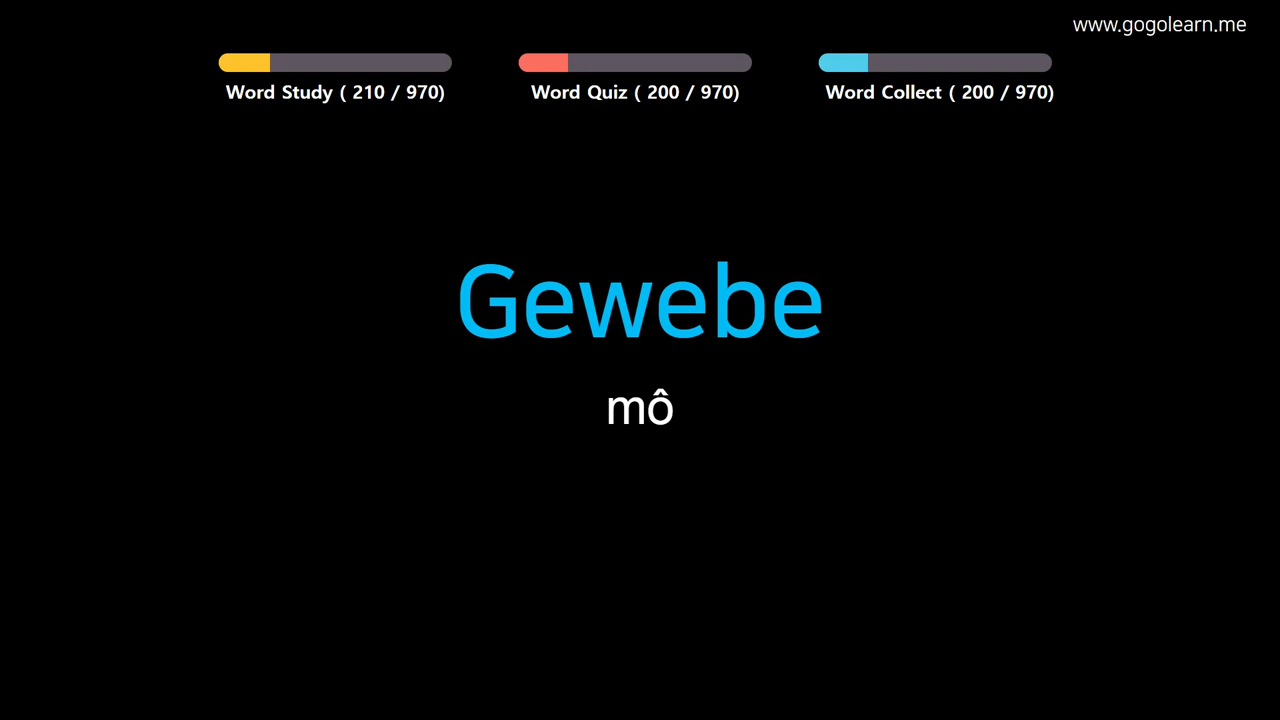 www.gogolearn.me
Word Study ( 210 / 970)
Word Quiz ( 200 / 970)
Word Collect ( 200 / 970)
Gewebe
mô